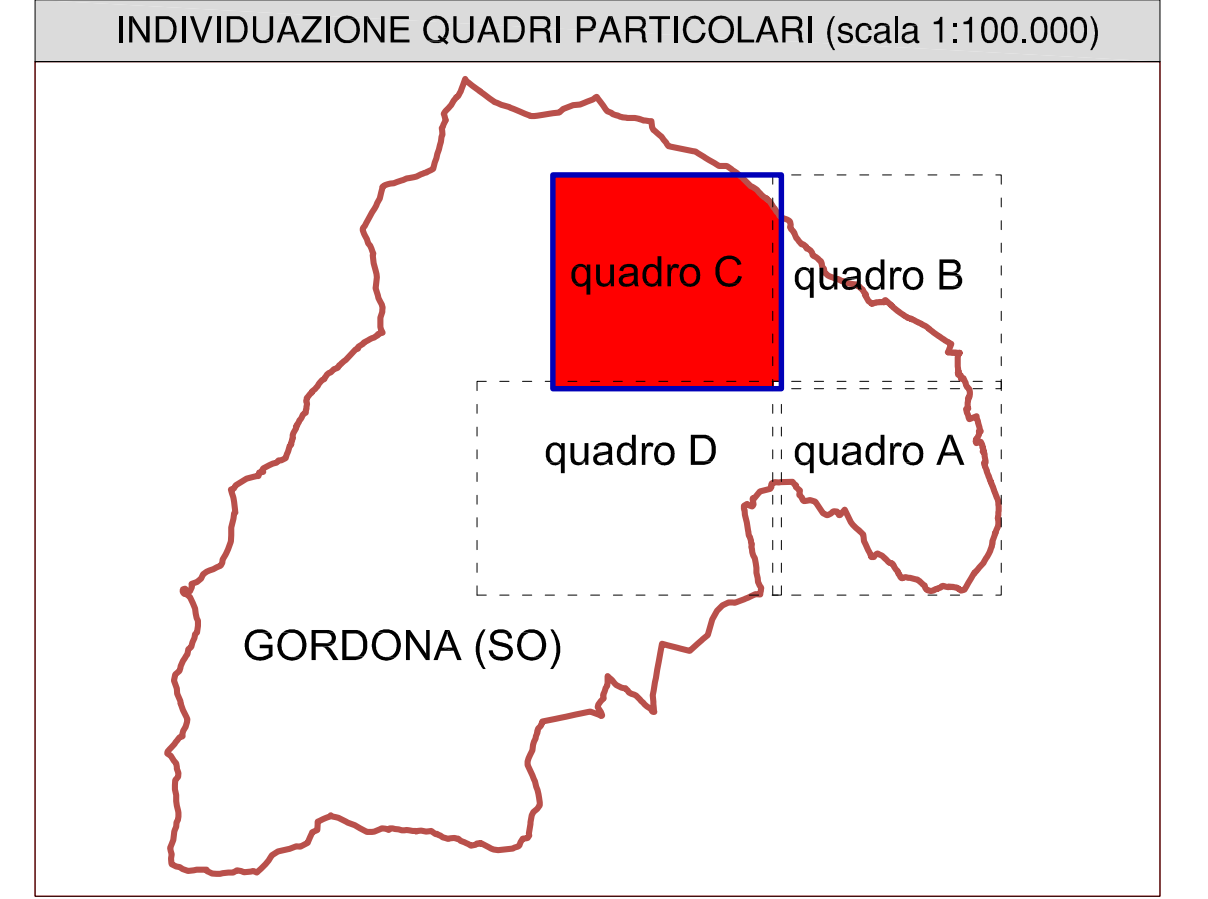 INDIVIDUAZIONE QUADRI PARTICOLARI (scala 1:100.000)
quadro C
quadro B
quadro D
quadro A
GORDONA (SO)